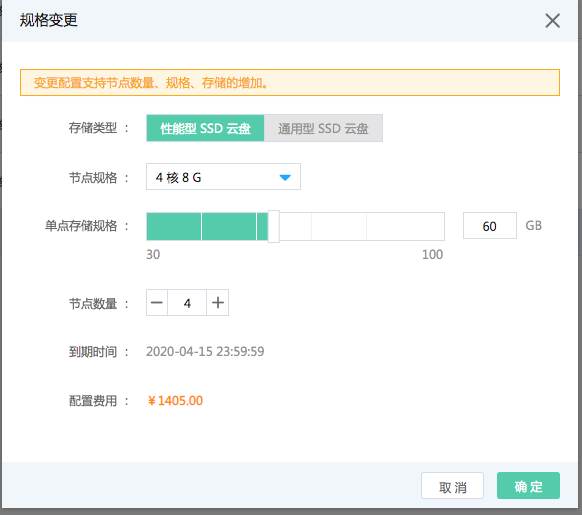 规格变更
变更配置支持节点数量、规格、存储的增加。
存储类型 : 性能型 SSD 云盘 通用型 SSD 云盘
节点规格 : 4 核 8 G
单点存储规格 : 60 GB
30 100
节点数量 : 4
到期时间 : 2020-04-15 23:59:59
配置费用 : ￥1405.00
取 消 确 定